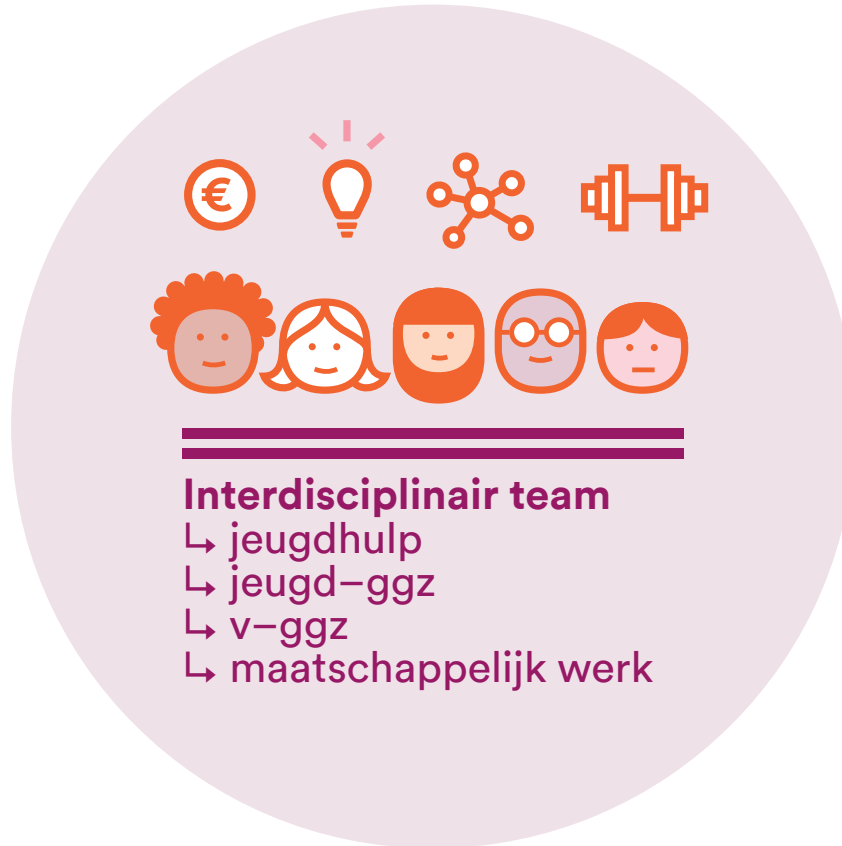 €
Interdisciplinair team
↳ jeugdhulp
↳ jeugd–ggz
↳ v–ggz
↳ maatschappelijk werk